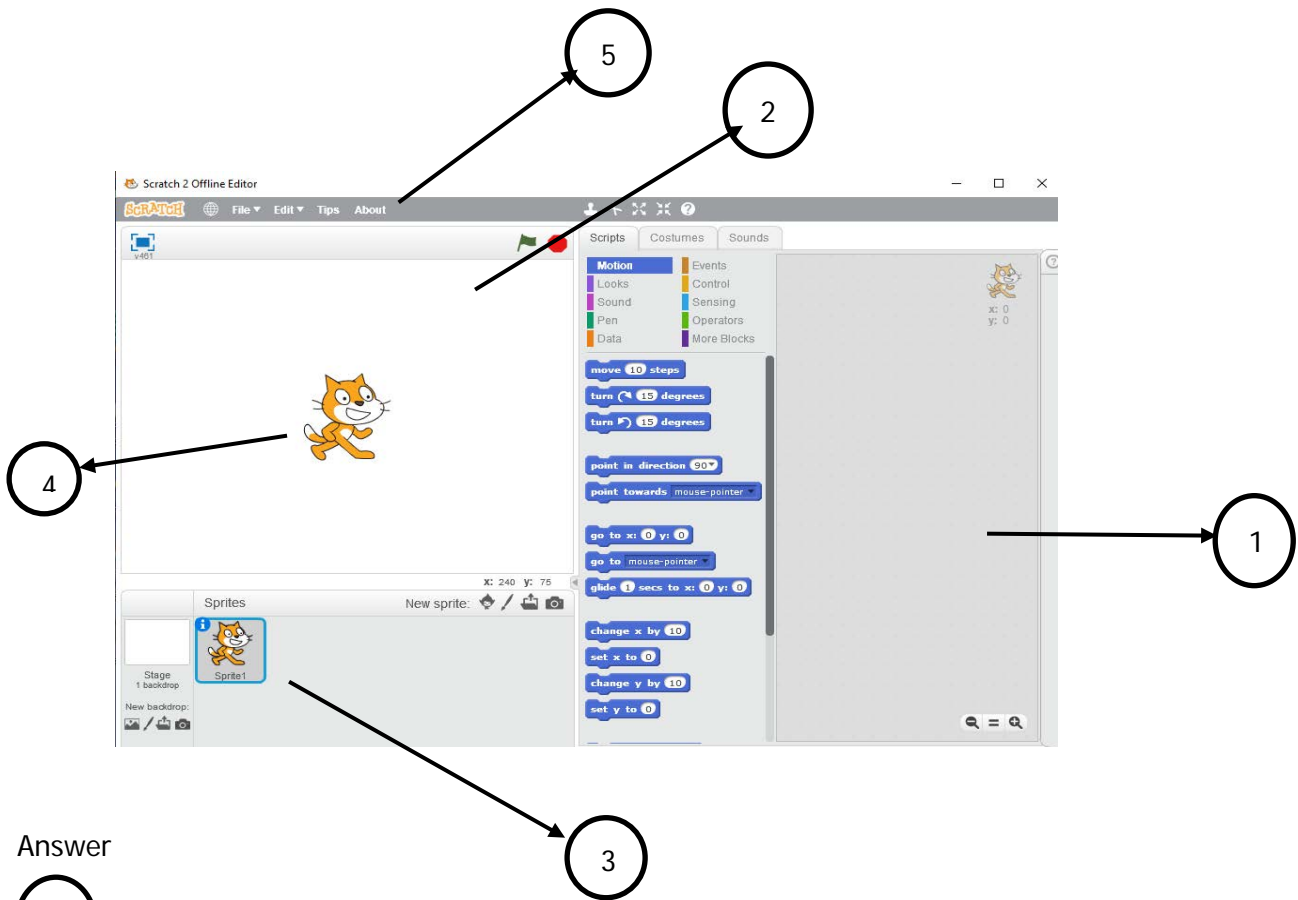 5
2
Scratch 2 Offline Editor
SCRATCH File Edit Tips About
v461
Scripts Costumes Sounds
Motion Events
Looks Control
Sound Sensing
Pen Operators
Data More Blocks
x: 0
y: 0
move 10 steps
turn 15 degrees
turn 15 degrees
point in direction 90
point towards mouse-pointer
go to x: 0 y: 0
go to mouse-pointer
glide 1 secs to x: 0 y: 0
change x by 10
set x to 0
change y by 10
set y to 0
4
1
X: 240 y: 75
Sprites New sprite:
Stage
1 backdrop
Sprite1
New backdrop:
3
Answer